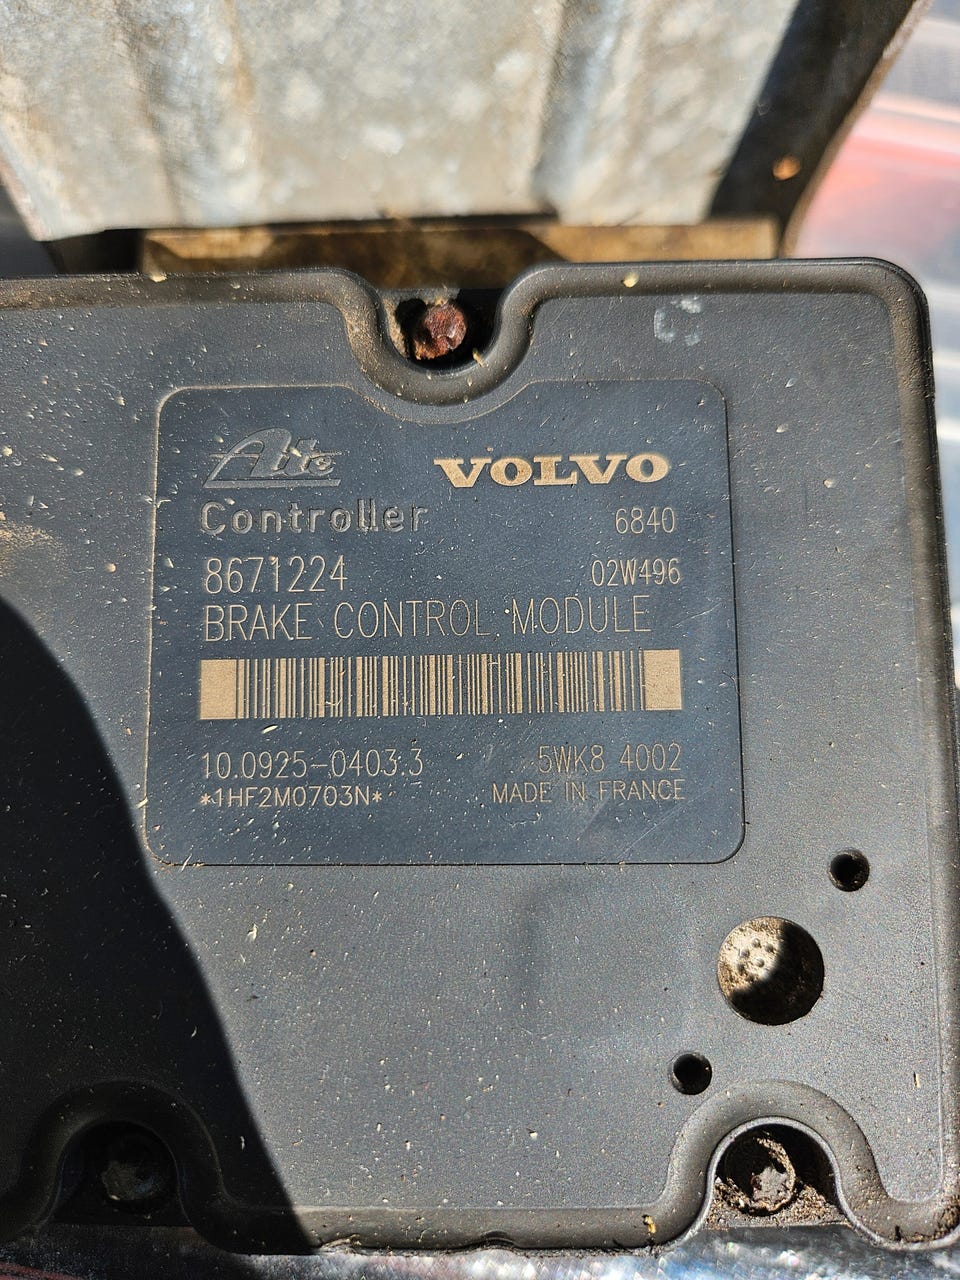 Ate VOLVO
Controller 6840
8671224 02W496
BRAKE CONTROL MODULE
10.0925-0403.3 5WK8 4002
*1HF2M0703N* MADE IN FRANCE